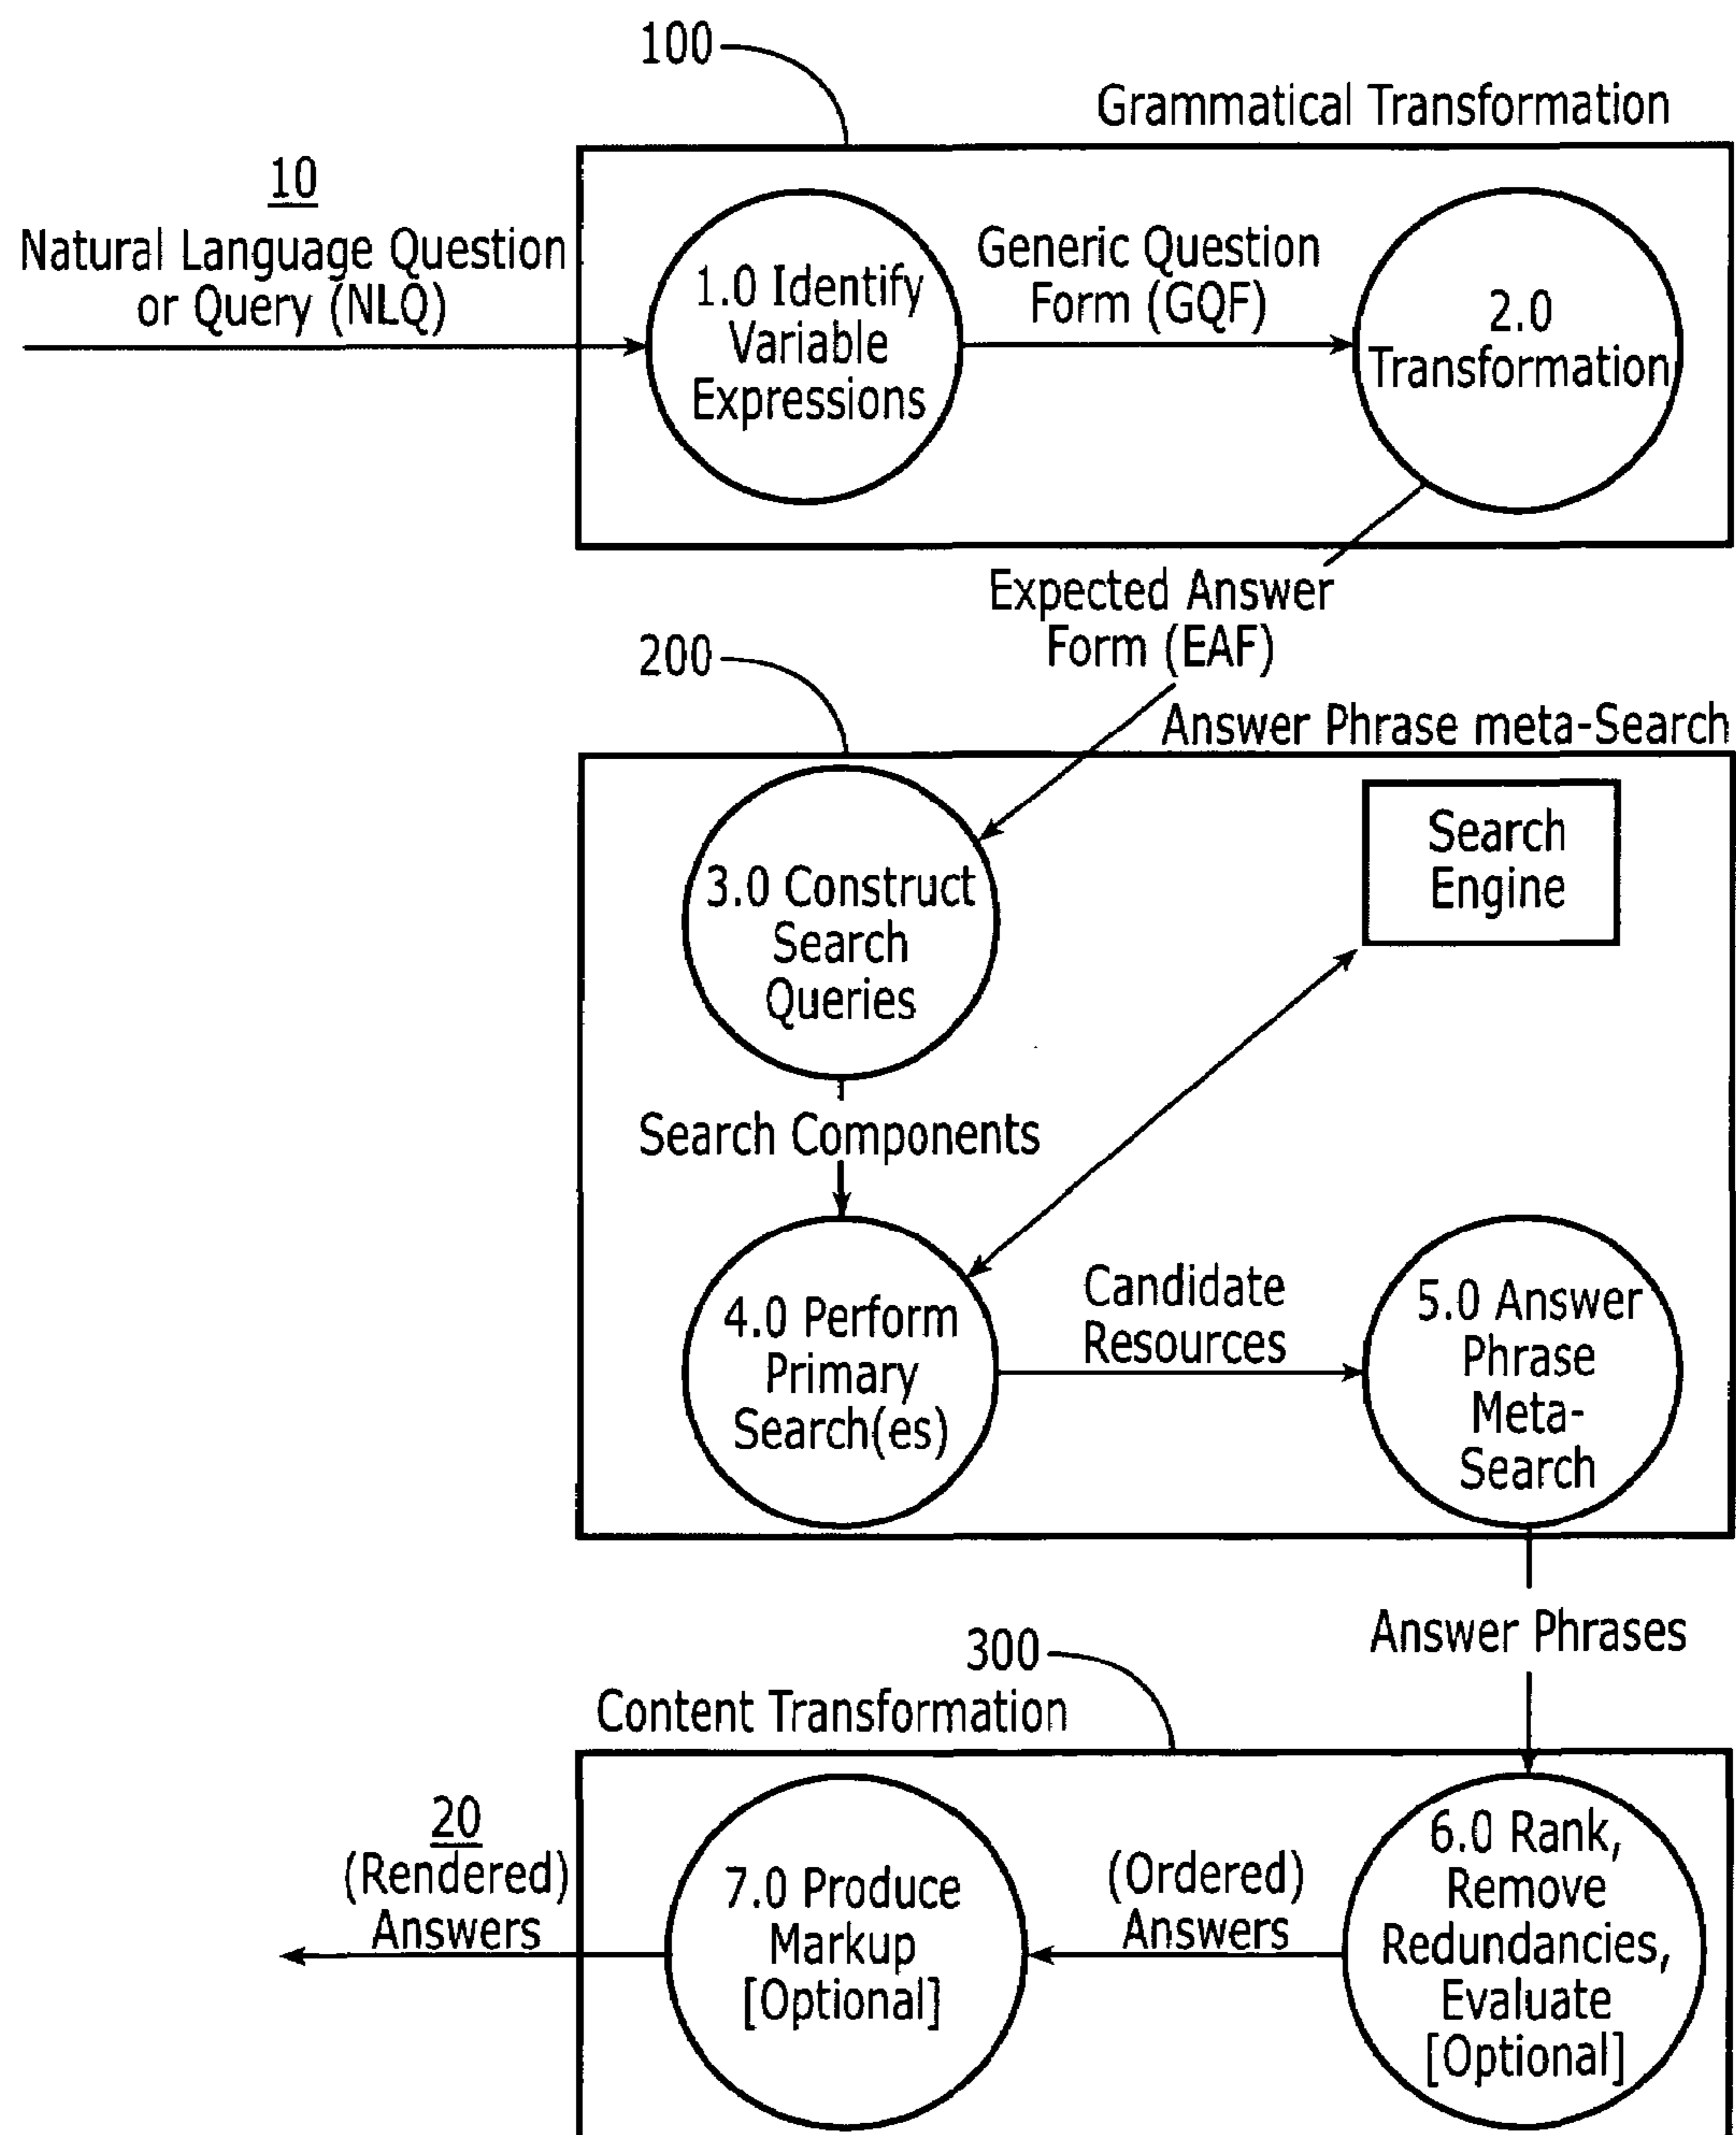 100
Grammatical Transformation
10
Natural Language Question
or Query (NLQ)
1.0 Identify
Variable
Expressions
Generic Question
Form (GQF)
2.0
Transformation
Expected Answer
Form (EAF)
200
Answer Phrase meta-Search
3.0 Construct
Search
Queries
Search
Engine
Search Components
4.0 Perform
Primary
Search(es)
Candidate
Resources
5.0 Answer
Phrase
Meta-
Search
Answer Phrases
300
Content Transformation
20
(Rendered)
Answers
7.0 Produce
Markup
[Optional]
(Ordered)
Answers
6.0 Rank,
Remove
Redundancies,
Evaluate
[Optional]